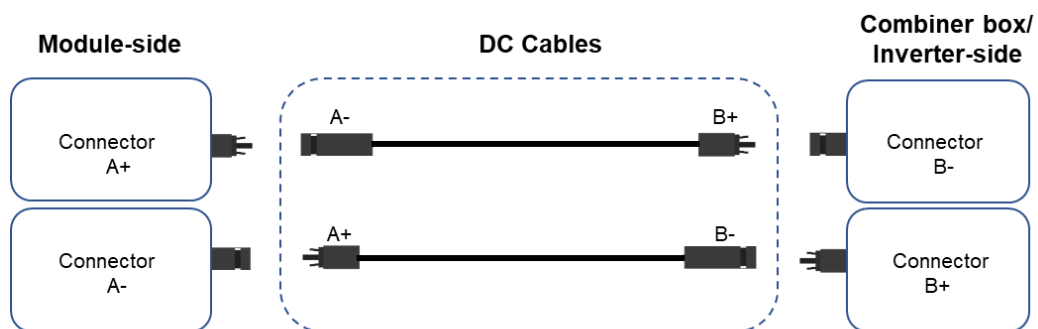 Module-side
DC Cables
Combiner box/
Inverter-side
Connector
A+
A-
B+
Connector
B-
Connector
A-
A+
B-
Connector
B+